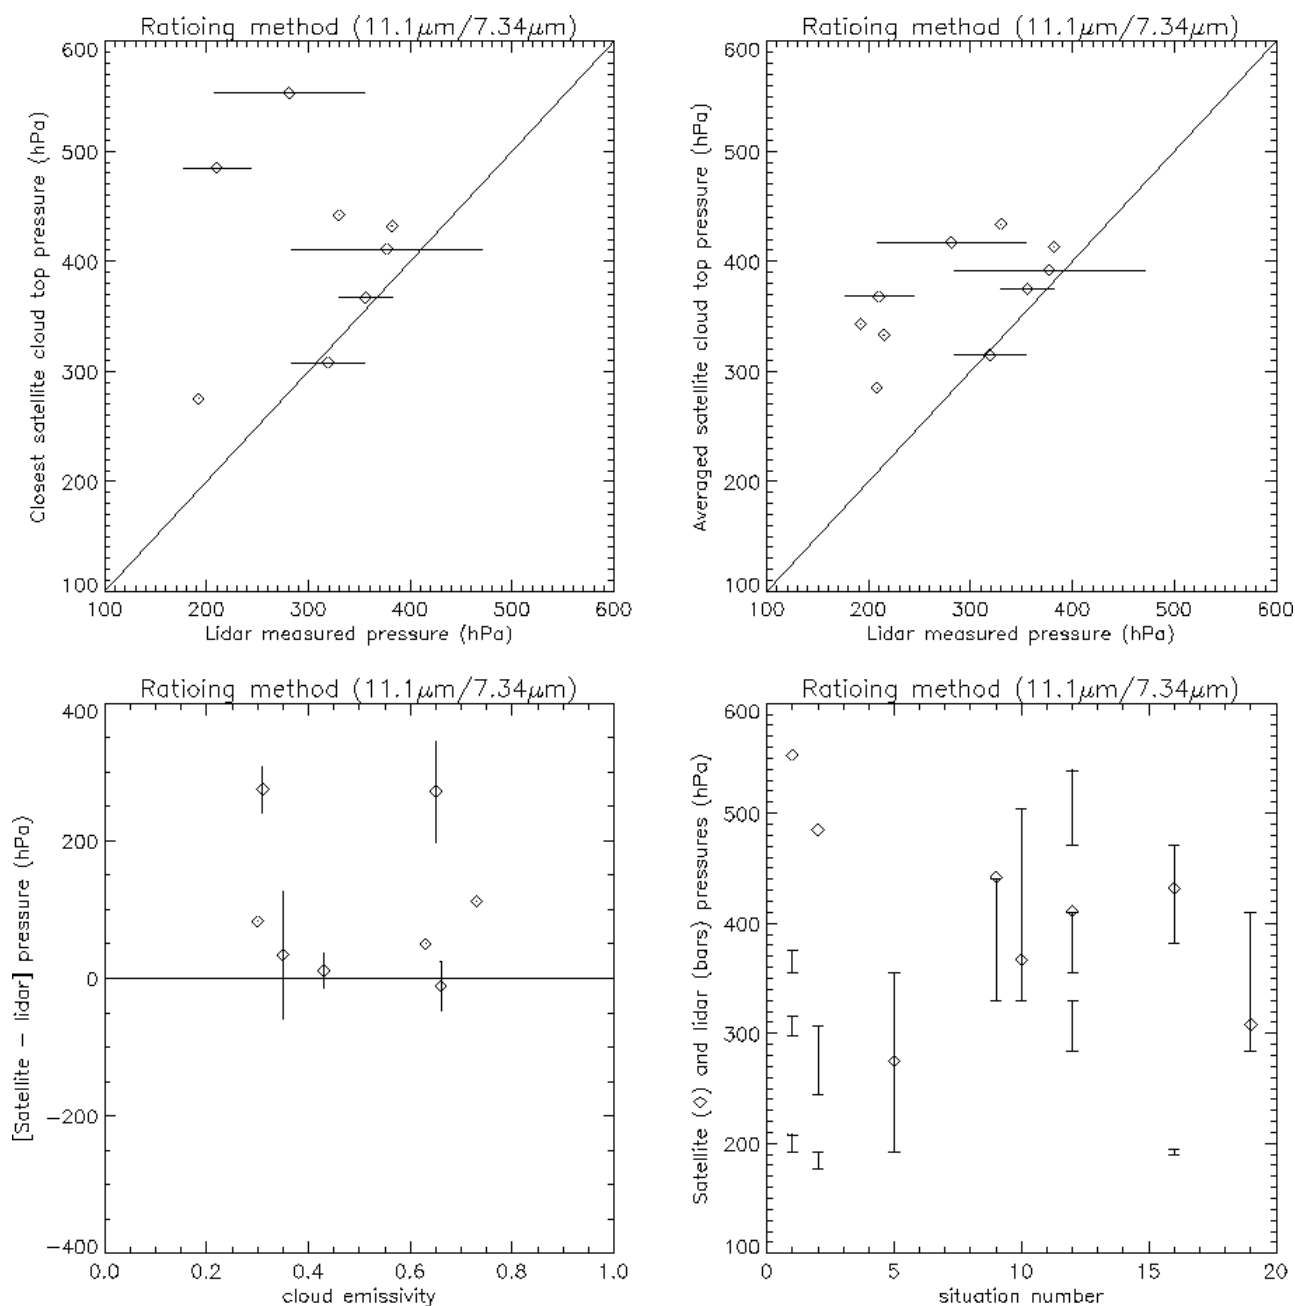 Ratioing method (11.1μm/7.34μm)
600
500
400
300
200
100
Closest satellite cloud top pressure (hPa)
100 200 300 400 500 600
Lidar measured pressure (hPa)
Ratioing method (11.1μm/7.34μm)
600
500
400
300
200
100
Averaged satellite cloud top pressure (hPa)
100 200 300 400 500 600
Lidar measured pressure (hPa)
Ratioing method (11.1μm/7.34μm)
400
200
0
−200
−400
[Satellite − lidar] pressure (hPa)
0.0 0.2 0.4 0.6 0.8 1.0
cloud emissivity
Ratioing method (11.1μm/7.34μm)
600
500
400
300
200
100
Satellite (◇) and lidar (bars) pressures (hPa)
0 5 10 15 20
situation number